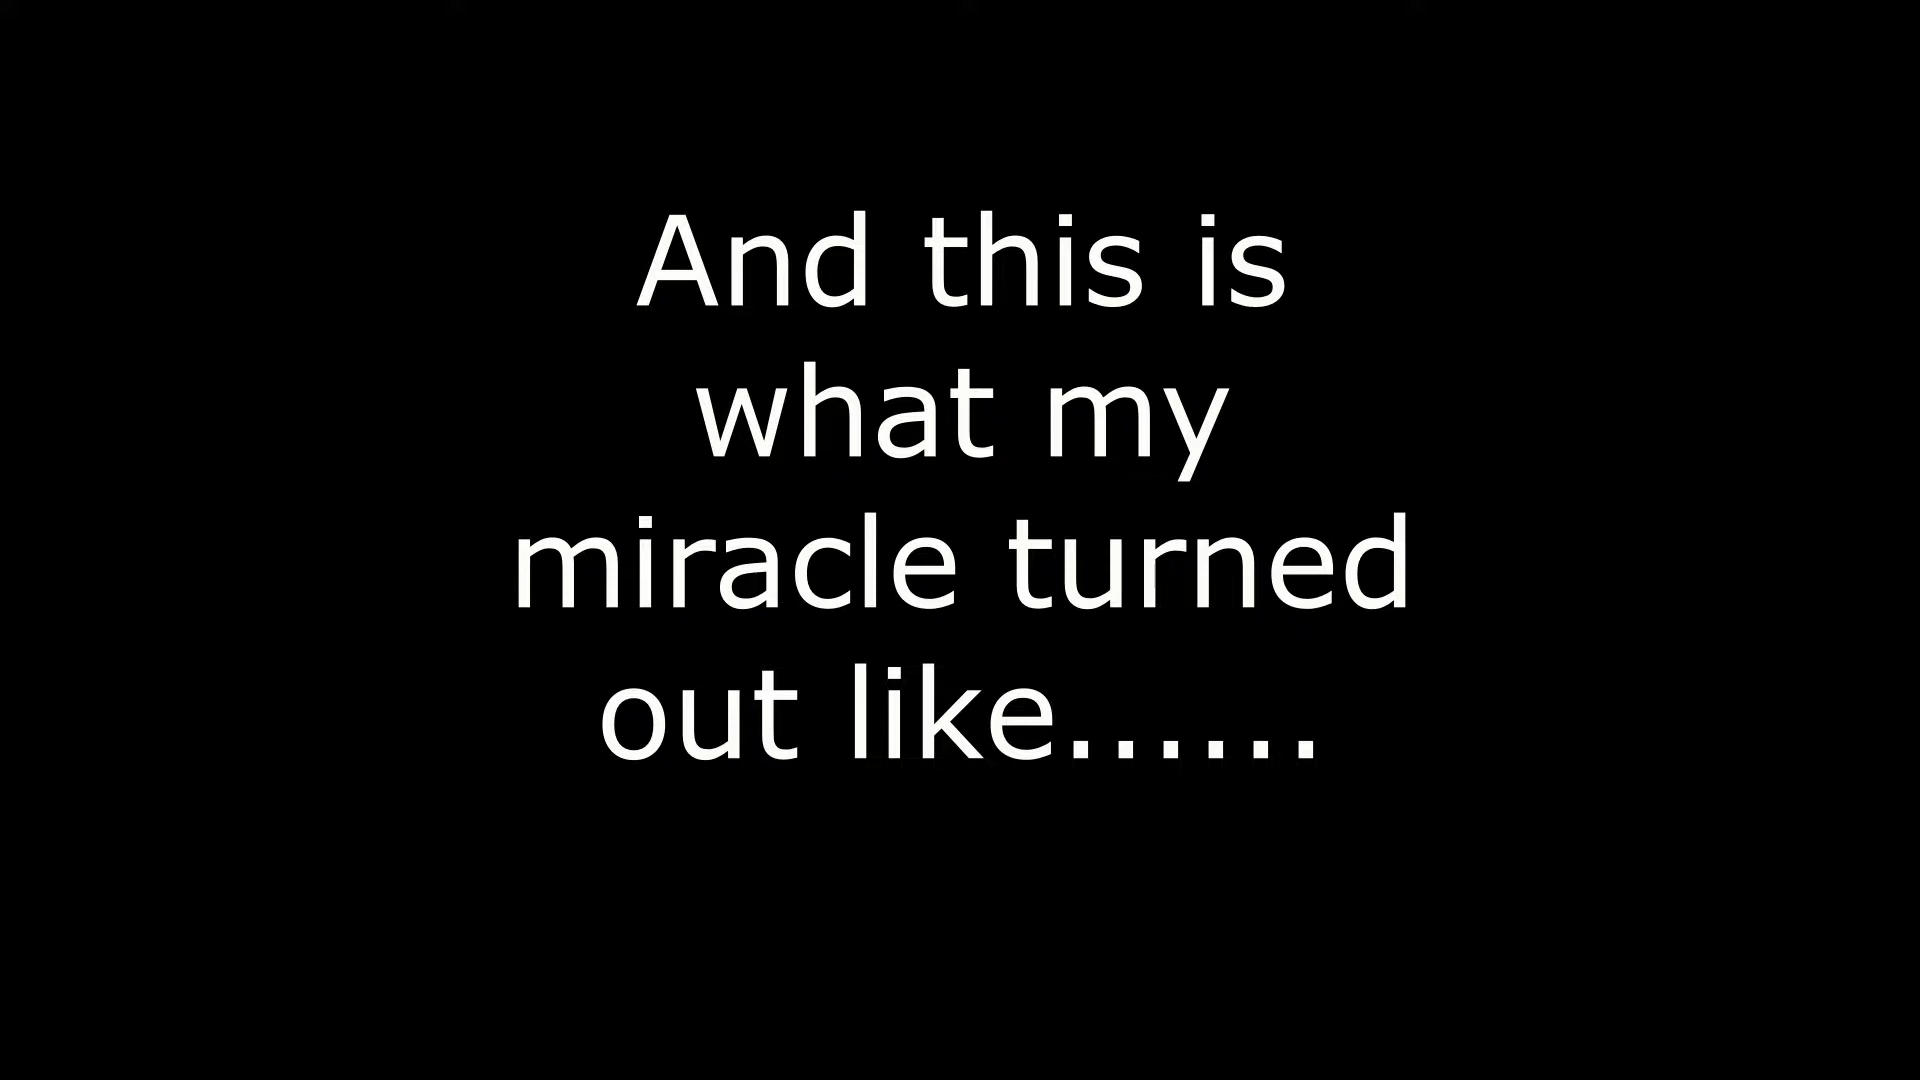 And this is
what my
miracle turned
out like......